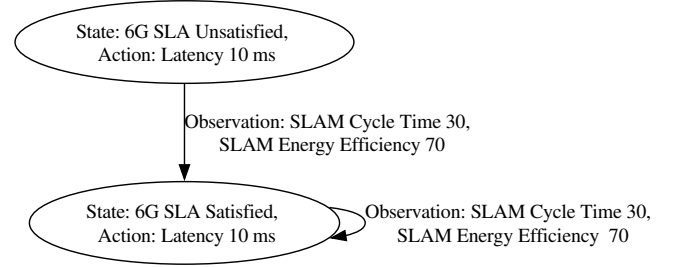 State: 6G SLA Unsatisfied,
Action: Latency 10 ms
Observation: SLAM Cycle Time 30,
SLAM Energy Efficiency 70
State: 6G SLA Satisfied,
Action: Latency 10 ms
Observation: SLAM Cycle Time 30,
SLAM Energy Efficiency  70